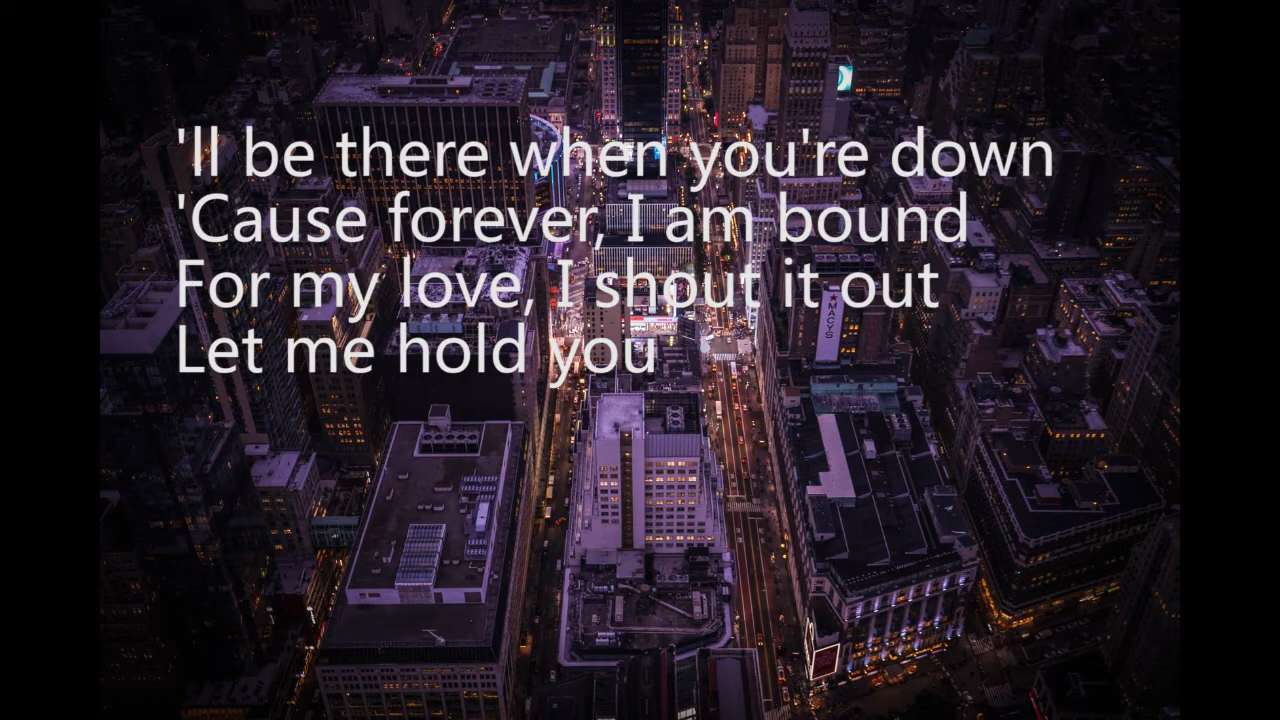 'll be there when you're down
'Cause forever, I am bound
For my love, I shout it out
Let me hold you
★MACYS